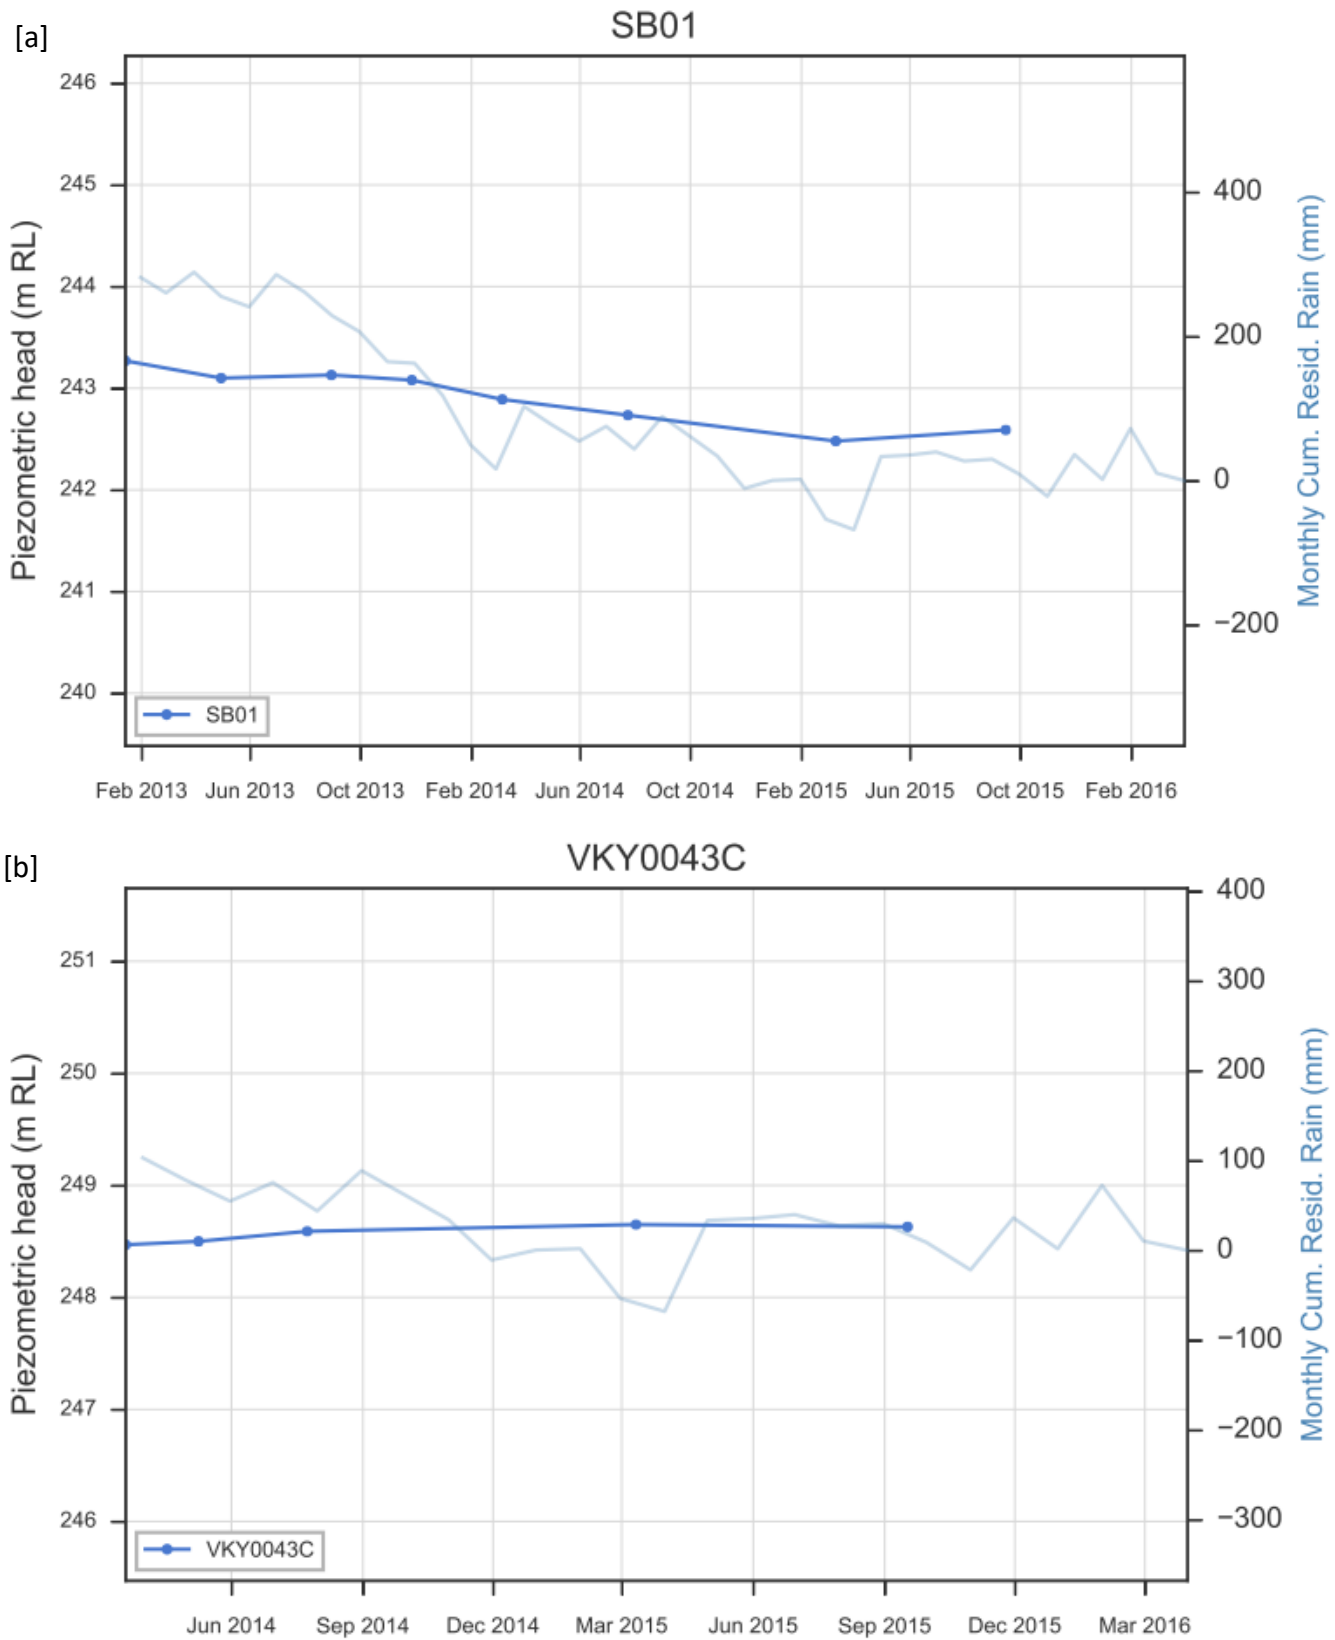 [a]
SB01
246
245
244
243
242
241
240
Piezometric head (m RL)
400
200
0
−200
Monthly Cum. Resid. Rain (mm)
SB01
Feb 2013 Jun 2013 Oct 2013 Feb 2014 Jun 2014 Oct 2014 Feb 2015 Jun 2015 Oct 2015 Feb 2016
[b]
VKY0043C
251
250
249
248
247
246
Piezometric head (m RL)
400
300
200
100
0
−100
−200
−300
Monthly Cum. Resid. Rain (mm)
VKY0043C
Jun 2014 Sep 2014 Dec 2014 Mar 2015 Jun 2015 Sep 2015 Dec 2015 Mar 2016